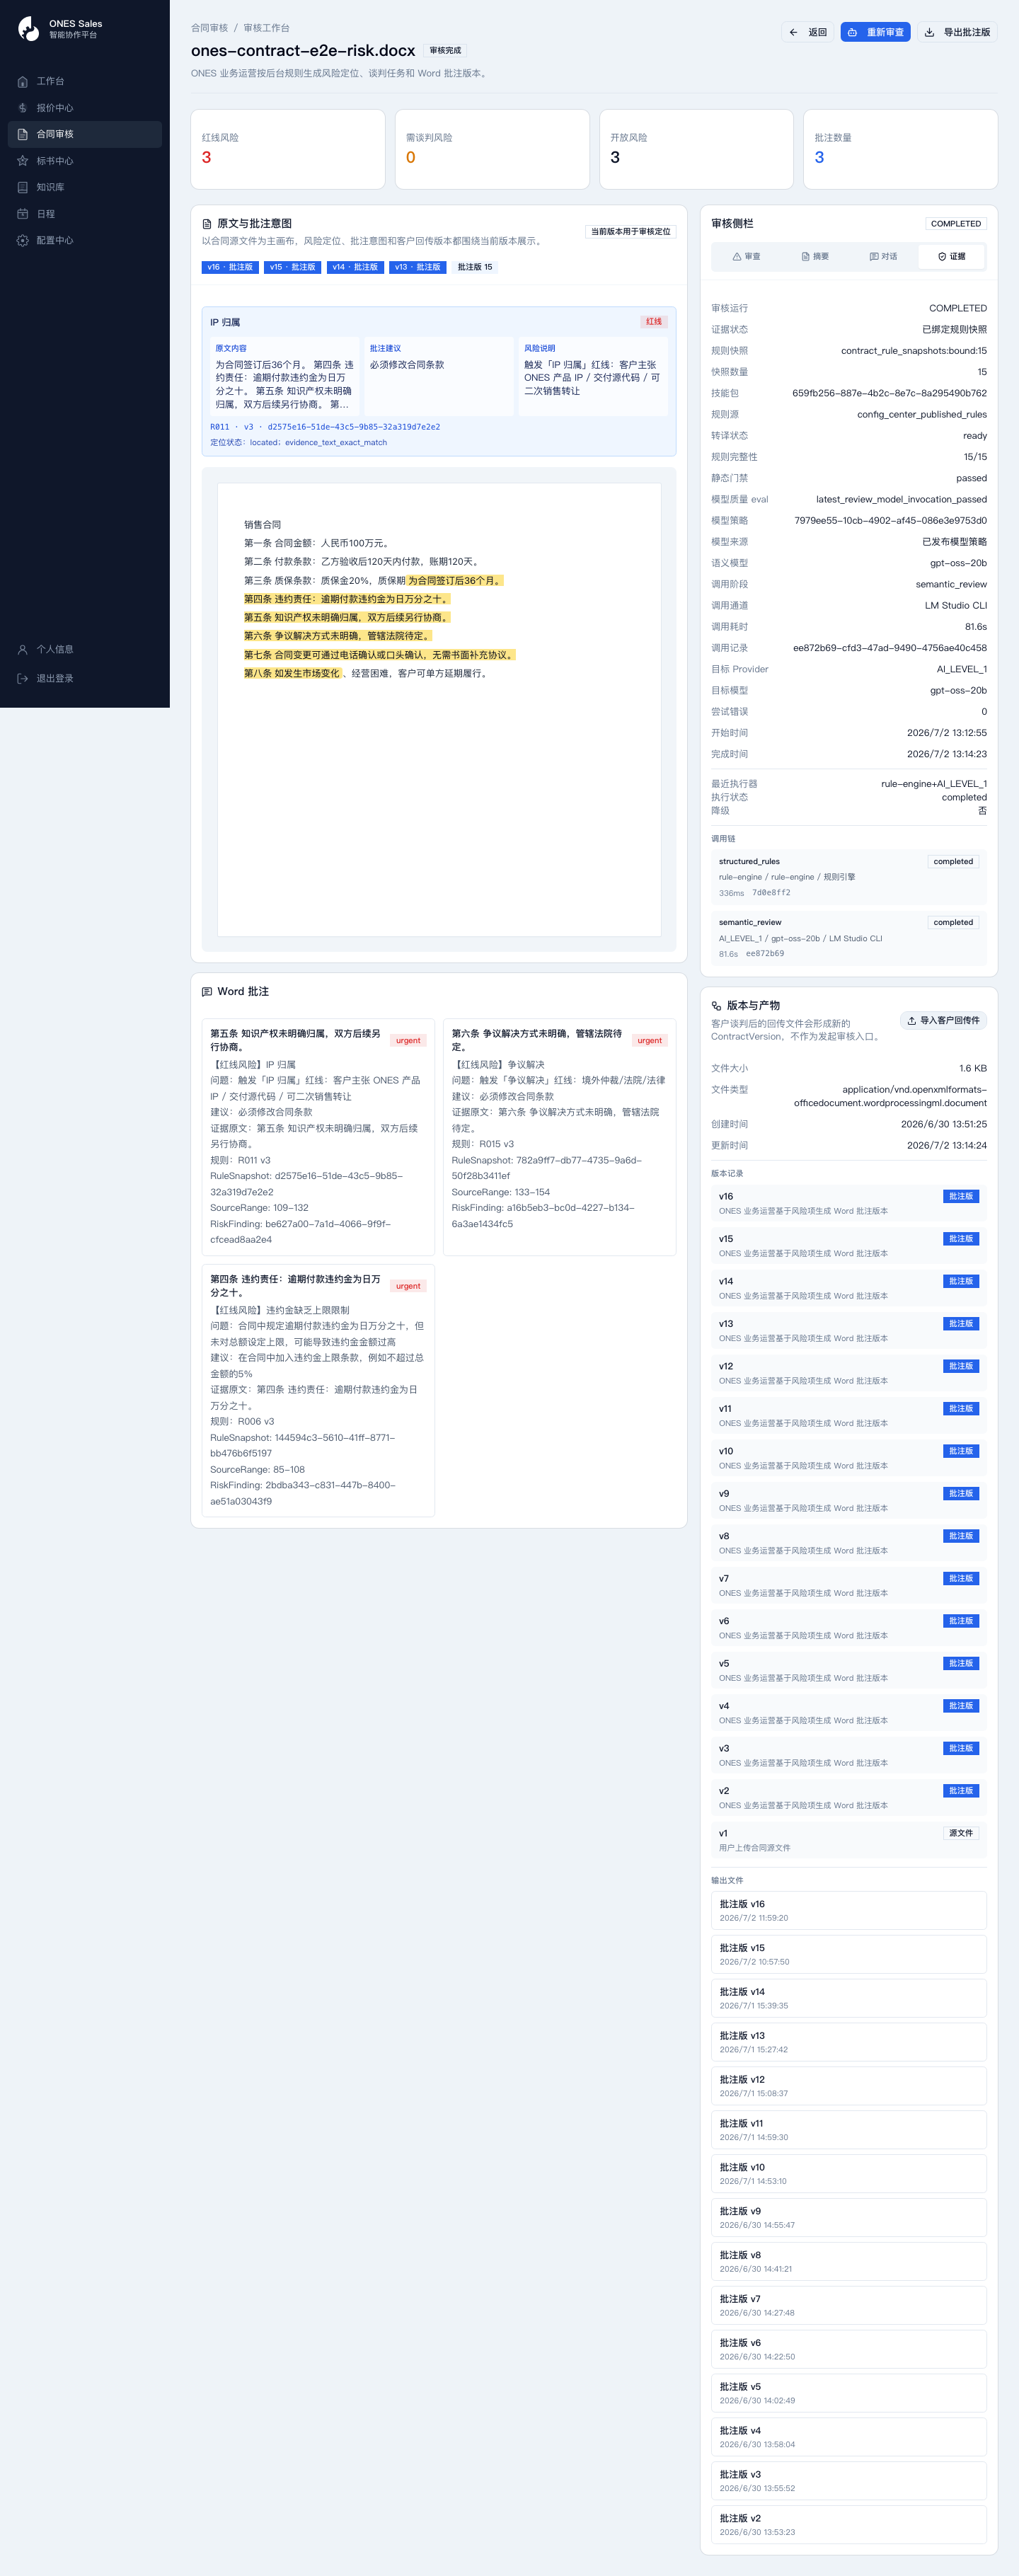 ONES Sales
智能协作平台
工作台
报价中心
合同审核
标书中心
知识库
日程
配置中心
个人信息
退出登录
合同审核 / 审核工作台
ones-contract-e2e-risk.docx 审核完成
ONES 业务运营按后台规则生成风险定位、谈判任务和 Word 批注版本。
返回
重新审查
导出批注版
红线风险
3
需谈判风险
0
开放风险
3
批注数量
3
原文与批注意图
以合同源文件为主画布，风险定位、批注意图和客户回传版本都围绕当前版本展示。
当前版本用于审核定位
v16 · 批注版 v15 · 批注版 v14 · 批注版 v13 · 批注版 批注版 15
IP 归属 红线
原文内容
为合同签订后36个月。 第四条 违
约责任：逾期付款违约金为日万
分之十。 第五条 知识产权未明确
归属，双方后续另行协商。 第...
批注建议
必须修改合同条款
风险说明
触发「IP 归属」红线：客户主张
ONES 产品 IP / 交付源代码 / 可
二次销售转让
R011 · v3 · d2575e16-51de-43c5-9b85-32a319d7e2e2
定位状态：located；evidence_text_exact_match
销售合同
第一条 合同金额：人民币100万元。
第二条 付款条款：乙方验收后120天内付款，账期120天。
第三条 质保条款：质保金20%，质保期 为合同签订后36个月。
第四条 违约责任：逾期付款违约金为日万分之十。
第五条 知识产权未明确归属，双方后续另行协商。
第六条 争议解决方式未明确，管辖法院待定。
第七条 合同变更可通过电话确认或口头确认，无需书面补充协议。
第八条 如发生市场变化 、经营困难，客户可单方延期履行。
Word 批注
第五条 知识产权未明确归属，双方后续另
行协商。
urgent
【红线风险】IP 归属
问题：触发「IP 归属」红线：客户主张 ONES 产品
IP / 交付源代码 / 可二次销售转让
建议：必须修改合同条款
证据原文：第五条 知识产权未明确归属，双方后续
另行协商。
规则：R011 v3
RuleSnapshot: d2575e16-51de-43c5-9b85-
32a319d7e2e2
SourceRange: 109-132
RiskFinding: be627a00-7a1d-4066-9f9f-
cfcead8aa2e4
第六条 争议解决方式未明确，管辖法院待
定。
urgent
【红线风险】争议解决
问题：触发「争议解决」红线：境外仲裁/法院/法律
建议：必须修改合同条款
证据原文：第六条 争议解决方式未明确，管辖法院
待定。
规则：R015 v3
RuleSnapshot: 782a9ff7-db77-4735-9a6d-
50f28b3411ef
SourceRange: 133-154
RiskFinding: a16b5eb3-bc0d-4227-b134-
6a3ae1434fc5
第四条 违约责任：逾期付款违约金为日万
分之十。
urgent
【红线风险】违约金缺乏上限限制
问题：合同中规定逾期付款违约金为日万分之十，但
未对总额设定上限，可能导致违约金金额过高
建议：在合同中加入违约金上限条款，例如不超过总
金额的5%
证据原文：第四条 违约责任：逾期付款违约金为日
万分之十。
规则：R006 v3
RuleSnapshot: 144594c3-5610-41ff-8771-
bb476b6f5197
SourceRange: 85-108
RiskFinding: 2bdba343-c831-447b-8400-
ae51a03043f9
审核侧栏 COMPLETED
审查 摘要 对话 证据
审核运行 COMPLETED
证据状态 已绑定规则快照
规则快照 contract_rule_snapshots:bound:15
快照数量 15
技能包 659fb256-887e-4b2c-8e7c-8a295490b762
规则源 config_center_published_rules
转译状态 ready
规则完整性 15/15
静态门禁 passed
模型质量 eval latest_review_model_invocation_passed
模型策略 7979ee55-10cb-4902-af45-086e3e9753d0
模型来源 已发布模型策略
语义模型 gpt-oss-20b
调用阶段 semantic_review
调用通道 LM Studio CLI
调用耗时 81.6s
调用记录 ee872b69-cfd3-47ad-9490-4756ae40c458
目标 Provider AI_LEVEL_1
目标模型 gpt-oss-20b
尝试错误 0
开始时间 2026/7/2 13:12:55
完成时间 2026/7/2 13:14:23
最近执行器 rule-engine+AI_LEVEL_1
执行状态 completed
降级 否
调用链
structured_rules completed
rule-engine / rule-engine / 规则引擎
336ms 7d0e8ff2
semantic_review completed
AI_LEVEL_1 / gpt-oss-20b / LM Studio CLI
81.6s ee872b69
版本与产物
客户谈判后的回传文件会形成新的
ContractVersion，不作为发起审核入口。
导入客户回传件
文件大小 1.6 KB
文件类型 application/vnd.openxmlformats-
officedocument.wordprocessingml.document
创建时间 2026/6/30 13:51:25
更新时间 2026/7/2 13:14:24
版本记录
v16 批注版
ONES 业务运营基于风险项生成 Word 批注版本
v15 批注版
ONES 业务运营基于风险项生成 Word 批注版本
v14 批注版
ONES 业务运营基于风险项生成 Word 批注版本
v13 批注版
ONES 业务运营基于风险项生成 Word 批注版本
v12 批注版
ONES 业务运营基于风险项生成 Word 批注版本
v11 批注版
ONES 业务运营基于风险项生成 Word 批注版本
v10 批注版
ONES 业务运营基于风险项生成 Word 批注版本
v9 批注版
ONES 业务运营基于风险项生成 Word 批注版本
v8 批注版
ONES 业务运营基于风险项生成 Word 批注版本
v7 批注版
ONES 业务运营基于风险项生成 Word 批注版本
v6 批注版
ONES 业务运营基于风险项生成 Word 批注版本
v5 批注版
ONES 业务运营基于风险项生成 Word 批注版本
v4 批注版
ONES 业务运营基于风险项生成 Word 批注版本
v3 批注版
ONES 业务运营基于风险项生成 Word 批注版本
v2 批注版
ONES 业务运营基于风险项生成 Word 批注版本
v1 源文件
用户上传合同源文件
输出文件
批注版 v16
2026/7/2 11:59:20
批注版 v15
2026/7/2 10:57:50
批注版 v14
2026/7/1 15:39:35
批注版 v13
2026/7/1 15:27:42
批注版 v12
2026/7/1 15:08:37
批注版 v11
2026/7/1 14:59:30
批注版 v10
2026/7/1 14:53:10
批注版 v9
2026/6/30 14:55:47
批注版 v8
2026/6/30 14:41:21
批注版 v7
2026/6/30 14:27:48
批注版 v6
2026/6/30 14:22:50
批注版 v5
2026/6/30 14:02:49
批注版 v4
2026/6/30 13:58:04
批注版 v3
2026/6/30 13:55:52
批注版 v2
2026/6/30 13:53:23